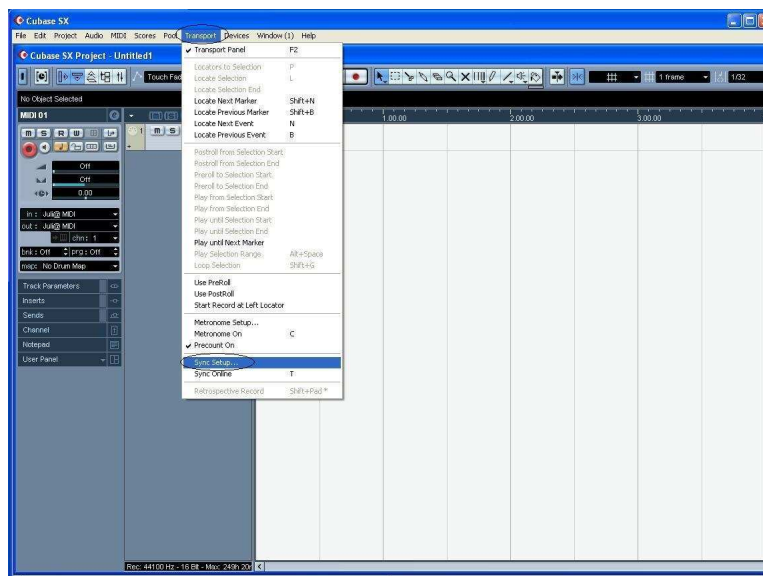 Cubase SX
File Edit Project Audio MIDI Scores Pool Transport Devices Window (1) Help
Cubase SX Project - Untitled1
Touch Fad
1 frame
1/32
No Object Selected
MIDI 01
M S R W
1 m s
1.00.00 2.00.00 3.00.00
Off
Off
0.00
in : Juli@ MIDI
out : Juli@ MIDI
chn : 1
bnk : Off prg : Off
map: No Drum Map
Track Parameters
Inserts
Sends
Channel
Notepad
User Panel
Transport Panel F2
Locators to Selection P
Locate Selection L
Locate Selection End
Locate Next Marker Shift+N
Locate Previous Marker Shift+B
Locate Next Event N
Locate Previous Event B
Postroll from Selection Start
Postroll from Selection End
Preroll to Selection Start
Preroll to Selection End
Play from Selection Start
Play from Selection End
Play until Selection Start
Play until Selection End
Play until Next Marker
Play Selection Range Alt+Space
Loop Selection Shift+G
Use PreRoll
Use PostRoll
Start Record at Left Locator
Metronome Setup...
Metronome On C
Precount On
Sync Setup...
Sync Online T
Retrospective Record Shift+Pad *
Rec: 44100 Hz - 16 Bit - Max: 249h 20